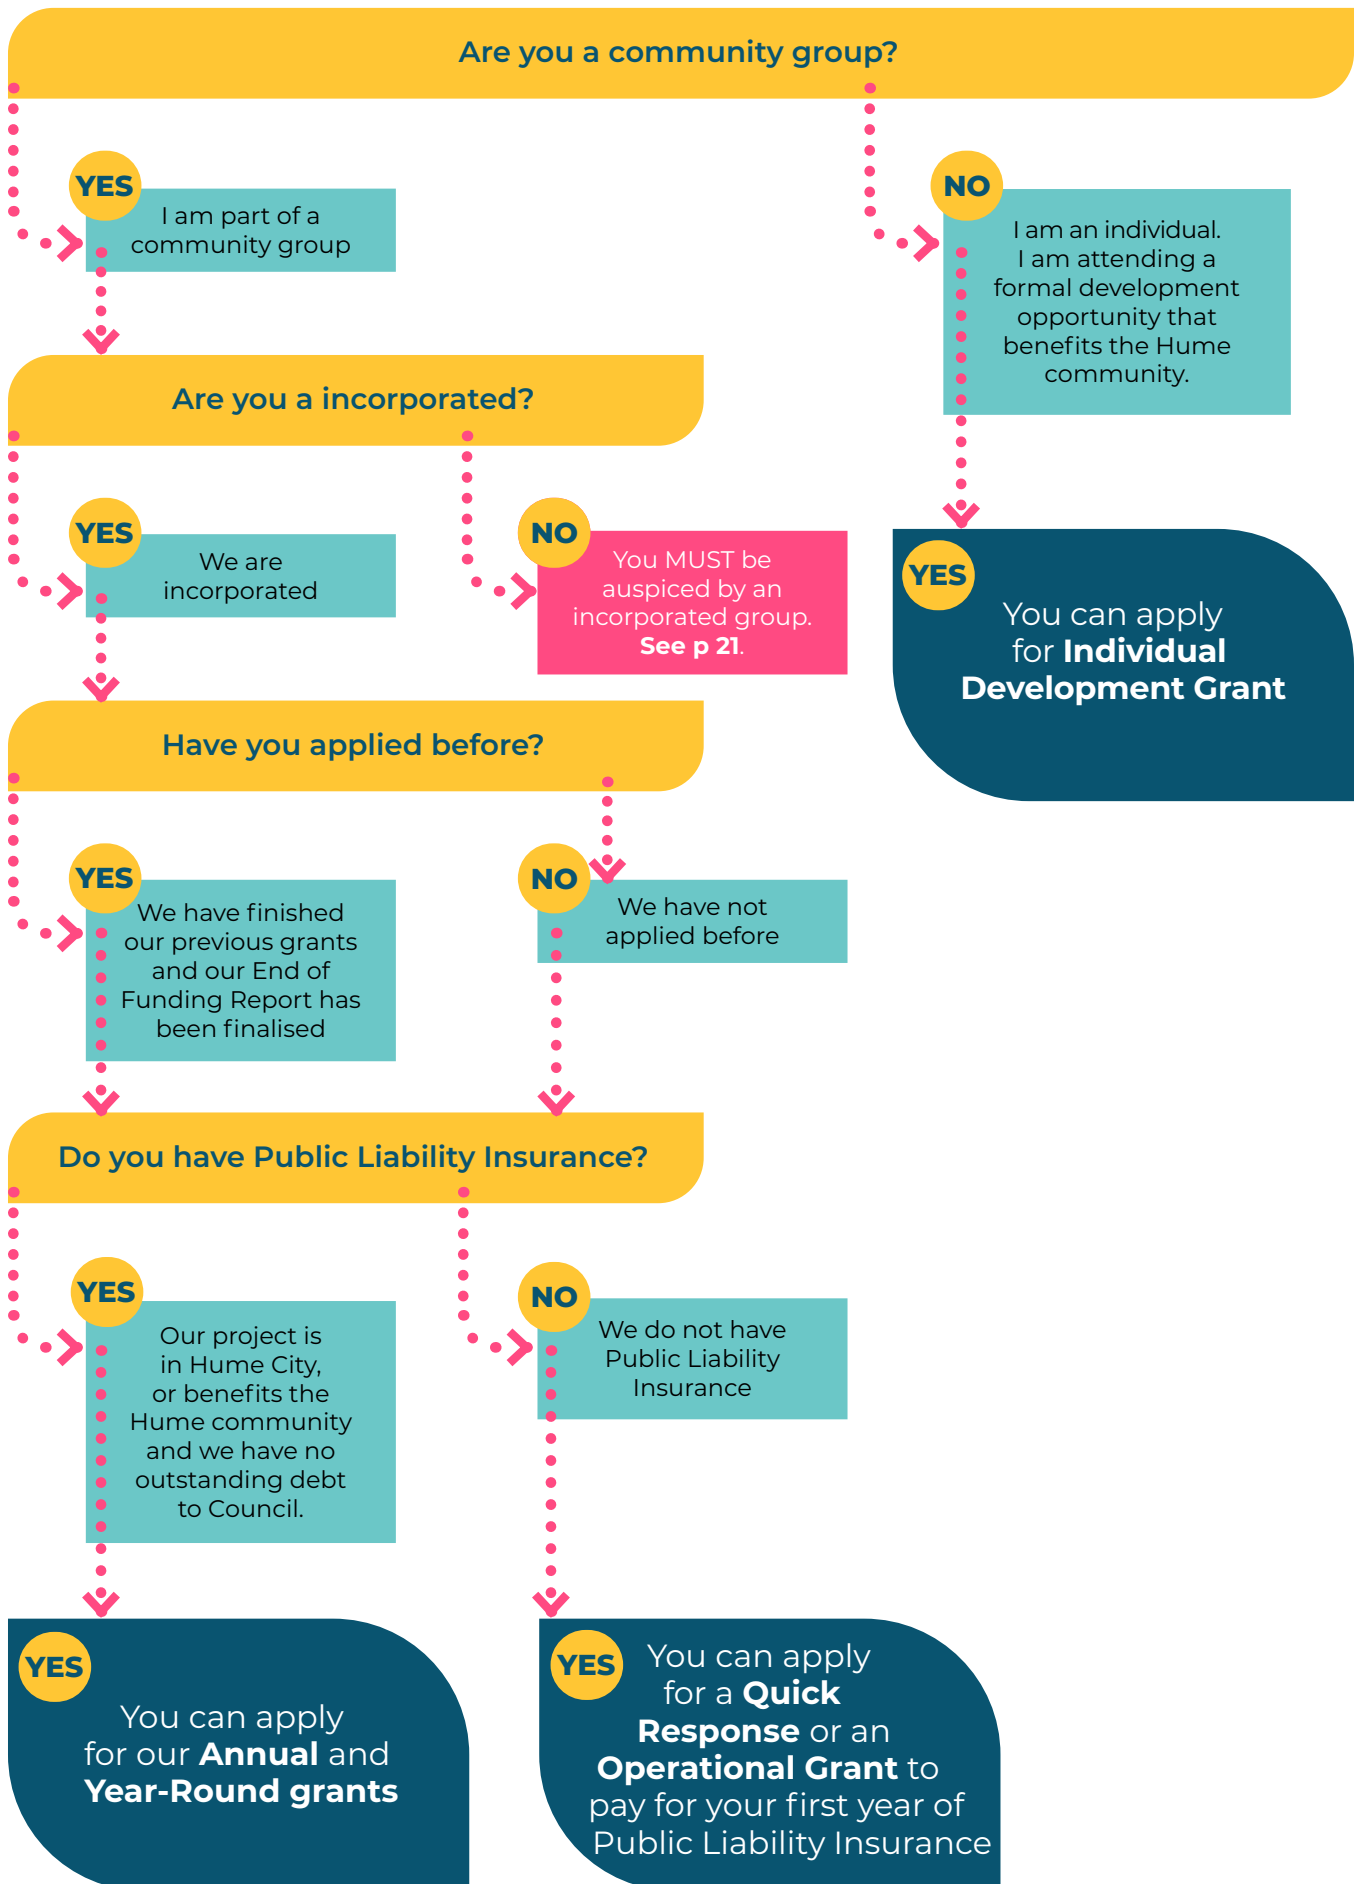 Are you a community group?
YES
I am part of a
community group
NO
I am an individual.
I am attending a
formal development
opportunity that
benefits the Hume
community.
Are you a incorporated?
YES
We are
incorporated
NO
You MUST be
auspiced by an
incorporated group.
See p 21.
YES
You can apply
for Individual
Development Grant
Have you applied before?
YES
We have finished
our previous grants
and our End of
Funding Report has
been finalised
NO
We have not
applied before
Do you have Public Liability Insurance?
YES
Our project is
in Hume City,
or benefits the
Hume community
and we have no
outstanding debt
to Council.
NO
We do not have
Public Liability
Insurance
YES
You can apply
for our Annual and
Year-Round grants
YES
You can apply
for a Quick
Response or an
Operational Grant to
pay for your first year of
Public Liability Insurance